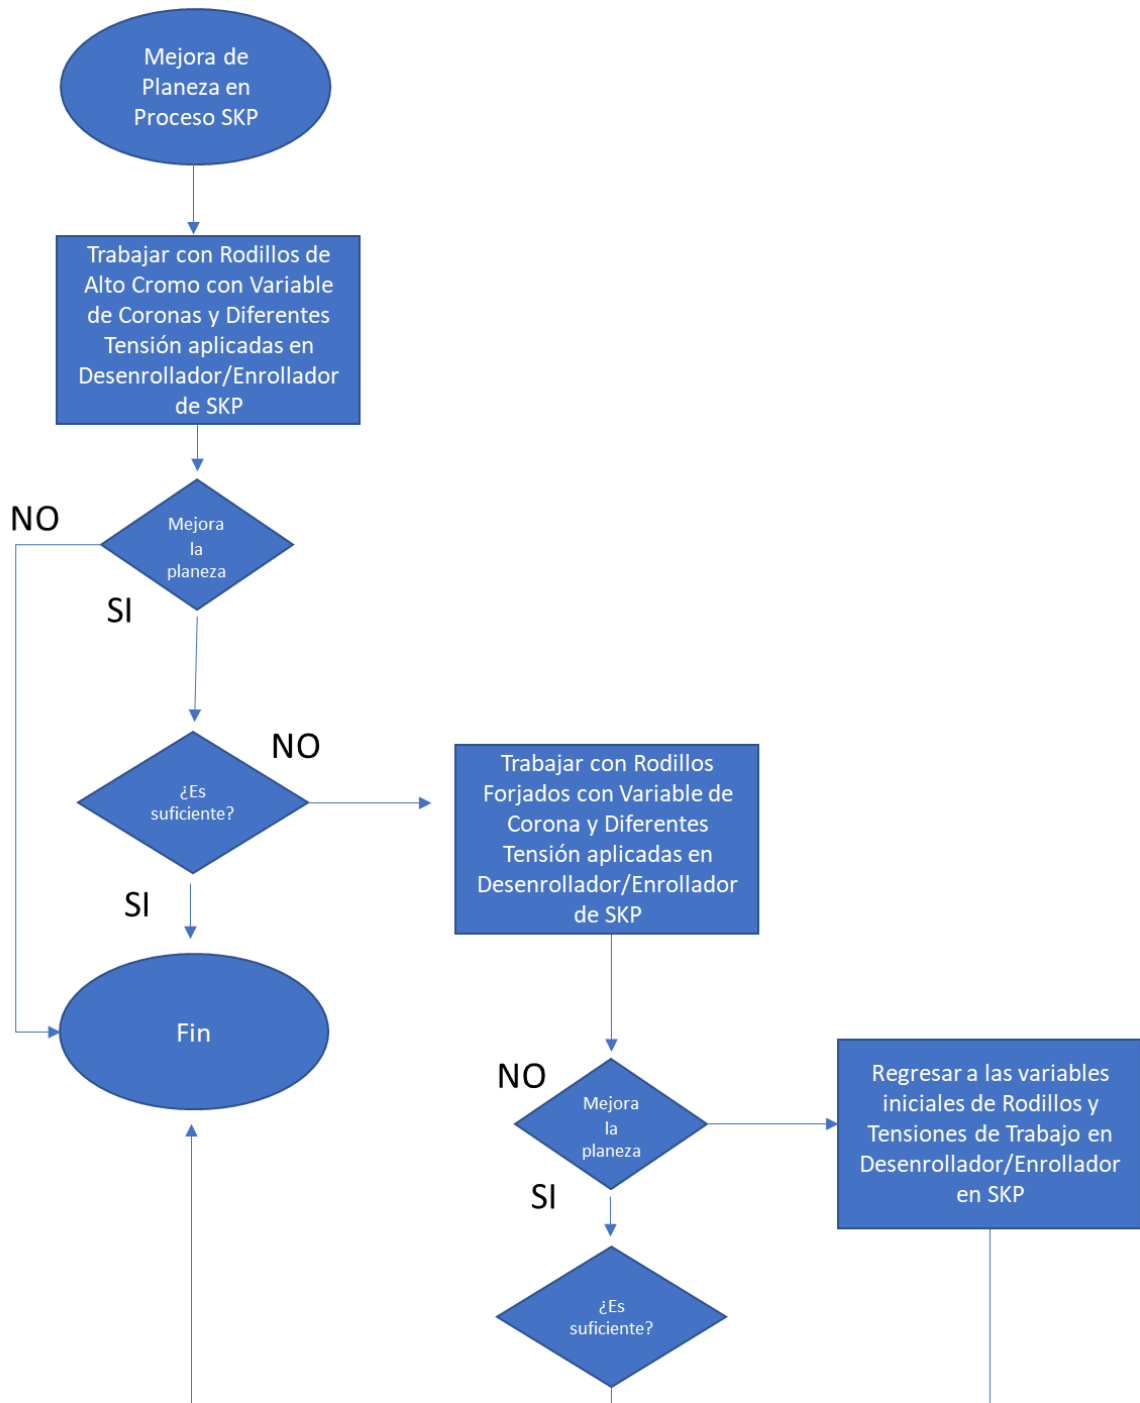 Mejora de
Planeza en
Proceso SKP
Trabajar con Rodillos de
Alto Cromo con Variable
de Coronas y Diferentes
Tensión aplicadas en
Desenrollador/Enrollador
de SKP
NO
Mejora
la
planeza
SI
NO
¿Es
suficiente?
SI
Fin
Trabajar con Rodillos
Forjados con Variable de
Corona y Diferentes
Tensión aplicadas en
Desenrollador/Enrollador
de SKP
NO
Mejora
la
planeza
SI
Regresar a las variables
iniciales de Rodillos y
Tensiones de Trabajo en
Desenrollador/Enrollador
en SKP
¿Es
suficiente?